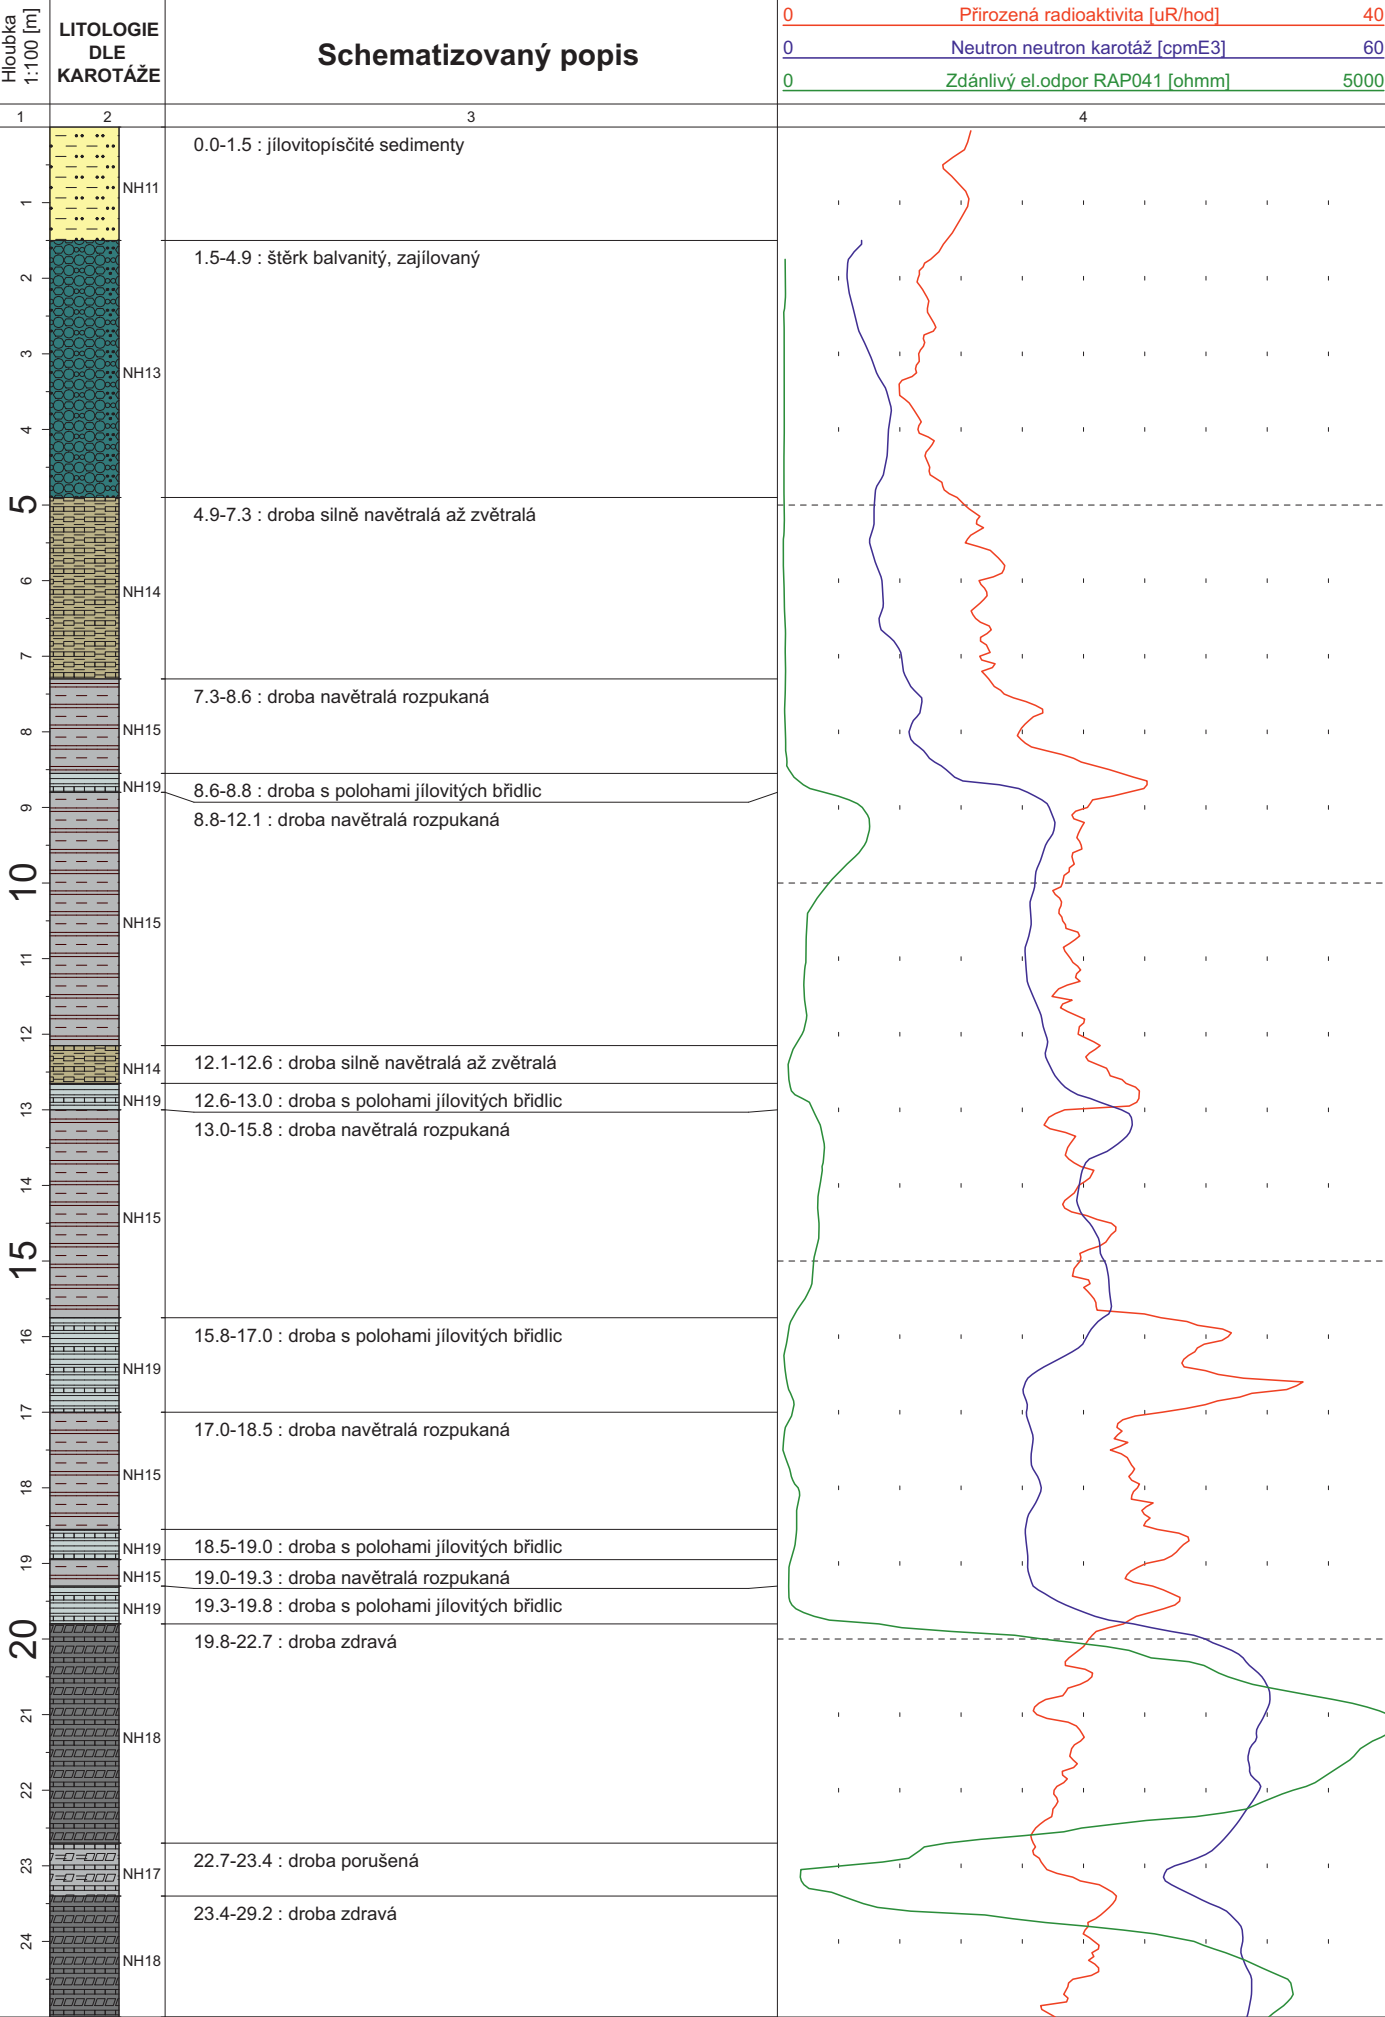 Hloubka
1:100 [m]
LITOLOGIE
DLE
KAROTÁŽE
Schematizovaný popis
0 Přirozená radioaktivita [uR/hod] 40
0 Neutron neutron karotáž [cpmE3] 60
0 Zdánlivý el.odpor RAP041 [ohmm] 5000
1 2 3 4
0.0-1.5 : jílovitopísčité sedimenty
NH11
1
1.5-4.9 : štěrk balvanitý, zajílovaný
2
3
NH13
4
5
4.9-7.3 : droba silně navětralá až zvětralá
6
NH14
7
7.3-8.6 : droba navětralá rozpukaná
NH15
8
NH19
8.6-8.8 : droba s polohami jílovitých břidlic
9
8.8-12.1 : droba navětralá rozpukaná
10
NH15
11
12
12.1-12.6 : droba silně navětralá až zvětralá
NH14
NH19
12.6-13.0 : droba s polohami jílovitých břidlic
13
13.0-15.8 : droba navětralá rozpukaná
14
NH15
15
15.8-17.0 : droba s polohami jílovitých břidlic
16
NH19
17
17.0-18.5 : droba navětralá rozpukaná
NH15
18
18.5-19.0 : droba s polohami jílovitých břidlic
NH19
19
NH15
19.0-19.3 : droba navětralá rozpukaná
19.3-19.8 : droba s polohami jílovitých břidlic
NH19
20
19.8-22.7 : droba zdravá
21
NH18
22
22.7-23.4 : droba porušená
23
NH17
23.4-29.2 : droba zdravá
24
NH18